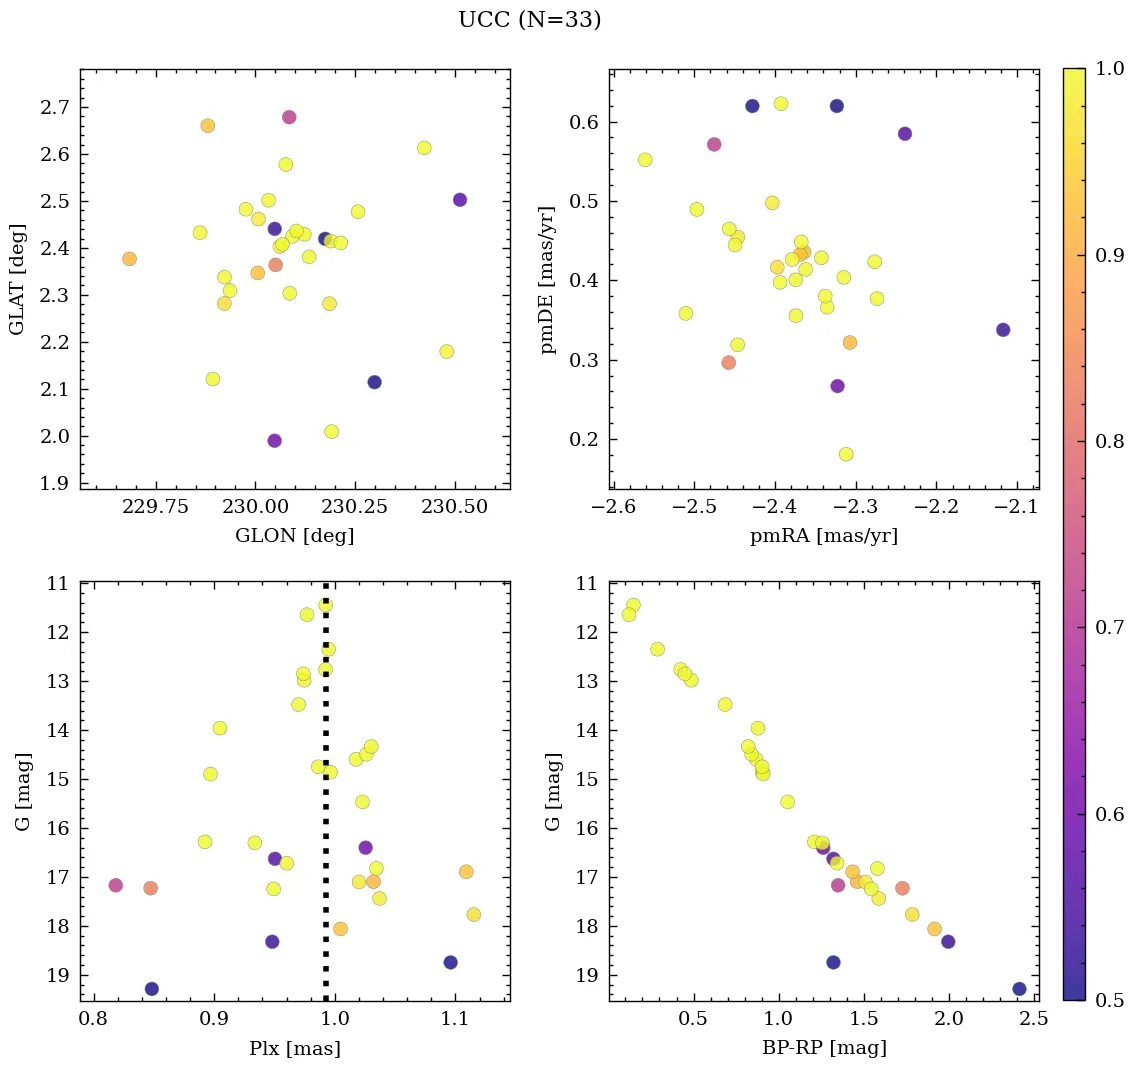 UCC (N=33)
2.7
2.6
2.5
2.4
2.3
2.2
2.1
2.0
1.9
GLAT [deg]
229.75 230.00 230.25 230.50
GLON [deg]
0.6
0.5
0.4
0.3
0.2
pmDE [mas/yr]
−2.6 −2.5 −2.4 −2.3 −2.2 −2.1
pmRA [mas/yr]
11
12
13
14
15
16
17
18
19
G [mag]
0.8 0.9 1.0 1.1
Plx [mas]
11
12
13
14
15
16
17
18
19
G [mag]
0.5 1.0 1.5 2.0 2.5
BP-RP [mag]
1.0
0.9
0.8
0.7
0.6
0.5